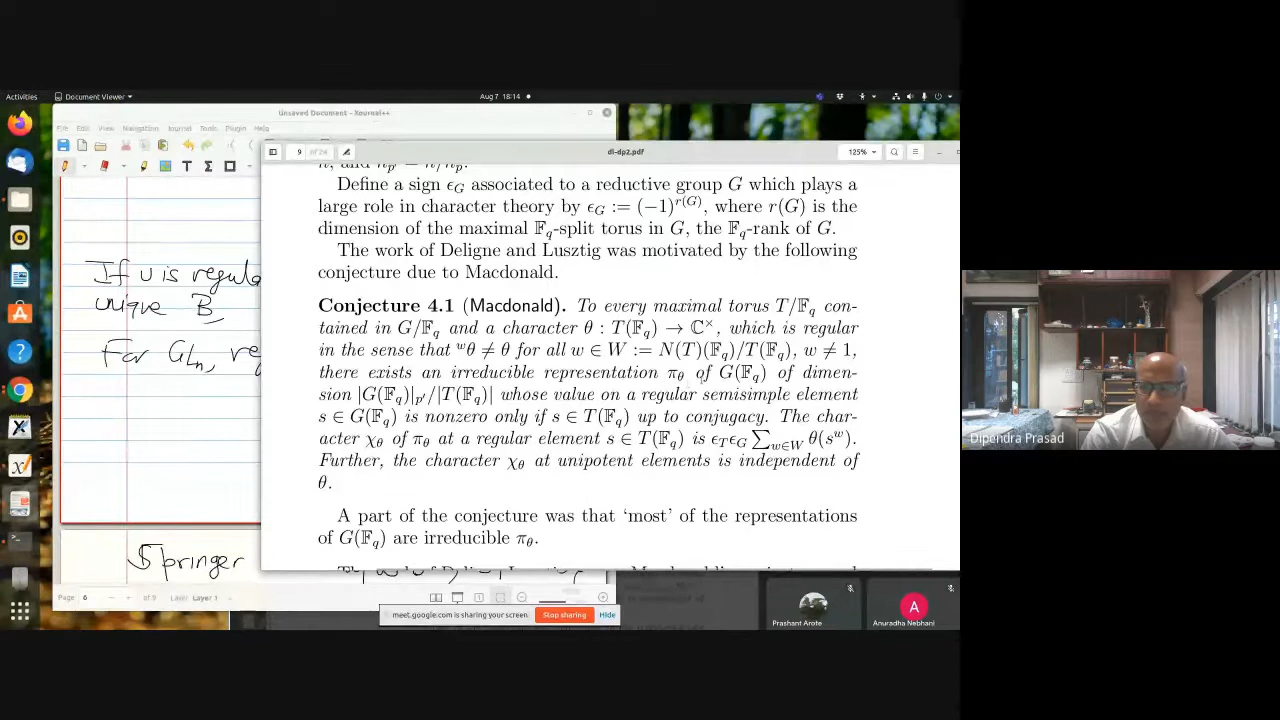 Activities
Document Viewer
Aug 7 18:14
Unsaved Document - Xournal++
File Edit View Navigation Journal Tools Plugin Help
If u is regula
unique B
For GLn, reg
Springer
Page 6 of 9 Layer Layer 1
9 of 24
dl-dp2.pdf
125%
Define a sign ϵ_G associated to a reductive group G which plays a
large role in character theory by ϵ_G := (−1)^{r(G)}, where r(G) is the
dimension of the maximal 𝔽_q-split torus in G, the 𝔽_q-rank of G.
The work of Deligne and Lusztig was motivated by the following
conjecture due to Macdonald.
Conjecture 4.1 (Macdonald). To every maximal torus T/𝔽_q con-
tained in G/𝔽_q and a character θ : T(𝔽_q) → ℂ^×, which is regular
in the sense that ^wθ ≠ θ for all w ∈ W := N(T)(𝔽_q)/T(𝔽_q), w ≠ 1,
there exists an irreducible representation π_θ of G(𝔽_q) of dimen-
sion |G(𝔽_q)|_{p′}/|T(𝔽_q)| whose value on a regular semisimple element
s ∈ G(𝔽_q) is nonzero only if s ∈ T(𝔽_q) up to conjugacy. The char-
acter χ_θ of π_θ at a regular element s ∈ T(𝔽_q) is ϵ_Tϵ_G ∑_{w∈W} θ(s^w).
Further, the character χ_θ at unipotent elements is independent of
θ.
A part of the conjecture was that ‘most’ of the representations
of G(𝔽_q) are irreducible π_θ.
meet.google.com is sharing your screen.
Stop sharing
Hide
Dipendra Prasad
Prashant Arote
A
Anuradha Nebhani